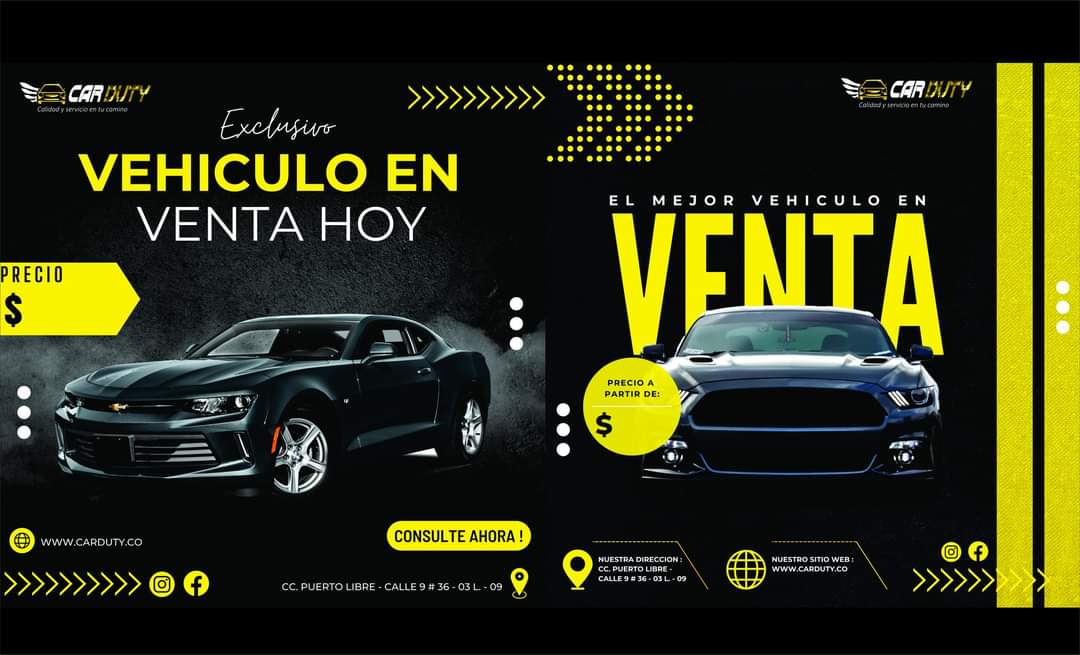 CAR DUTY
Calidad y servicio en tu camino
Exclusivo
VEHICULO EN
VENTA HOY
PRECIO
$
CONSULTE AHORA !
WWW.CARDUTY.CO
CC. PUERTO LIBRE - CALLE 9 # 36 - 03 L. - 09
CAR DUTY
Calidad y servicio en tu camino
EL MEJOR VEHICULO EN
VENTA
PRECIO A
PARTIR DE:
$
NUESTRA DIRECCION :
CC. PUERTO LIBRE -
CALLE 9 # 36 - 03 L. - 09
NUESTRO SITIO WEB :
WWW.CARDUTY.CO